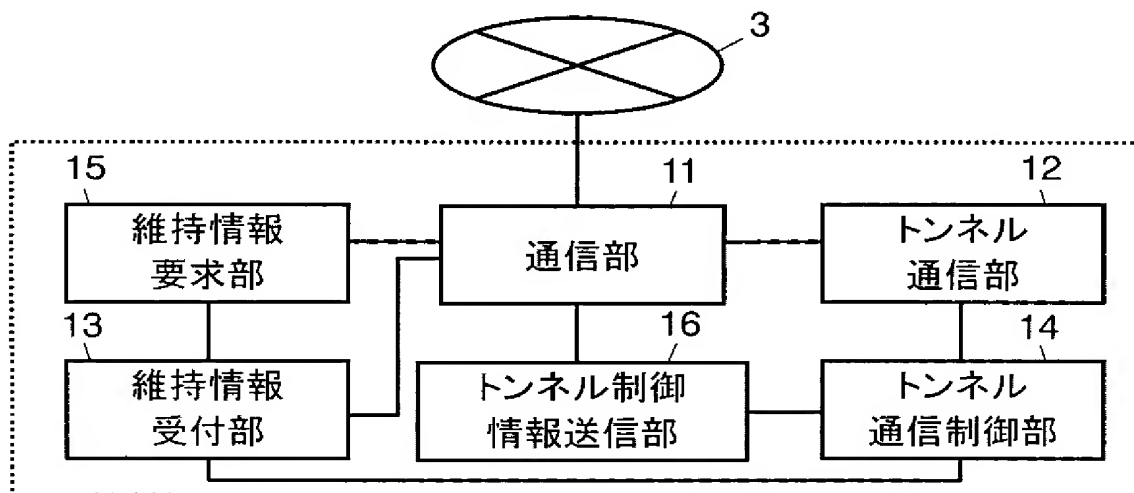 3
15
維持情報
要求部
11
通信部
12
トンネル
通信部
13
維持情報
受付部
16
トンネル制御
情報送信部
14
トンネル
通信制御部